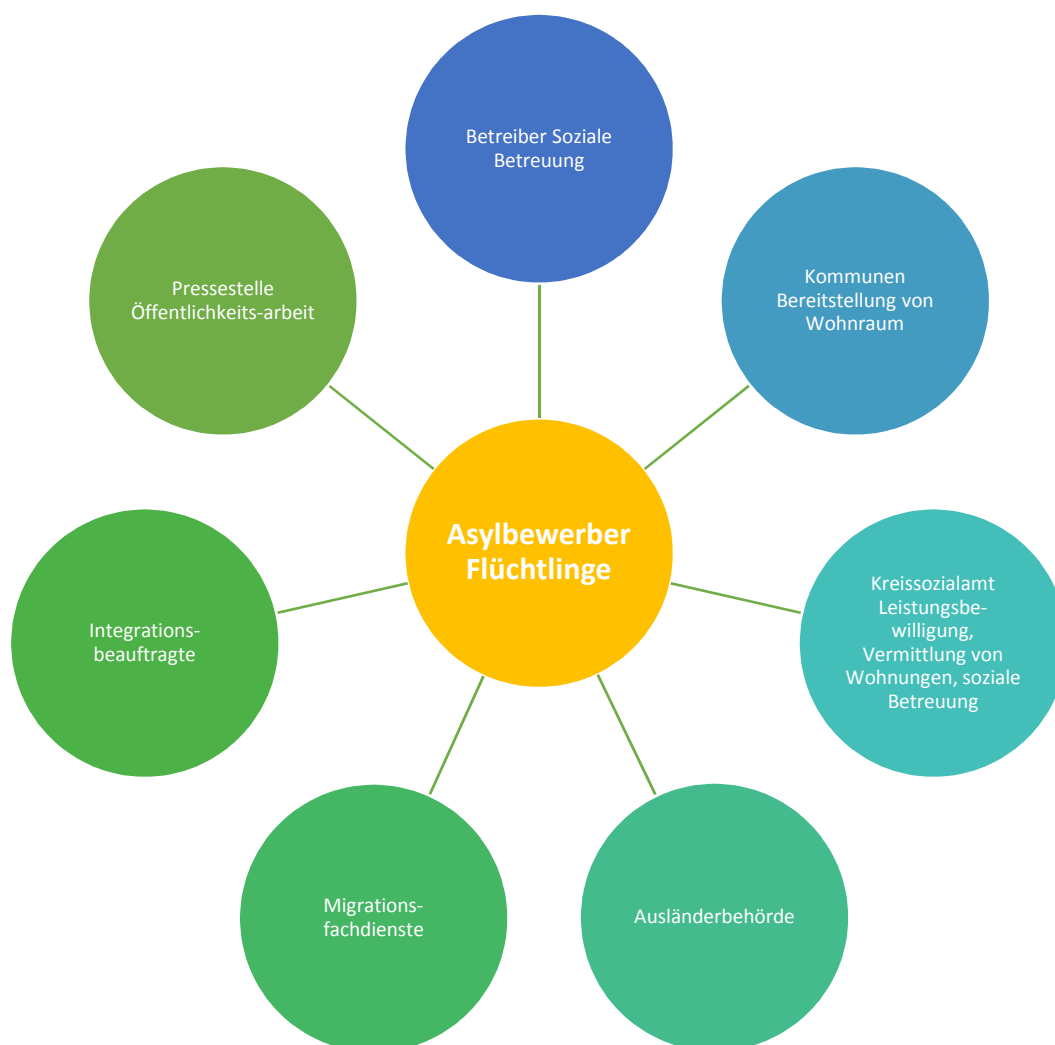 Betreiber Soziale
Betreuung
Kommunen
Bereitstellung von
Wohnraum
Kreissozialamt
Leistungsbe-
willigung,
Vermittlung von
Wohnungen, soziale
Betreuung
Ausländerbehörde
Migrations-
fachdienste
Integrations-
beauftragte
Pressestelle
Öffentlichkeits-arbeit
Asylbewerber
Flüchtlinge